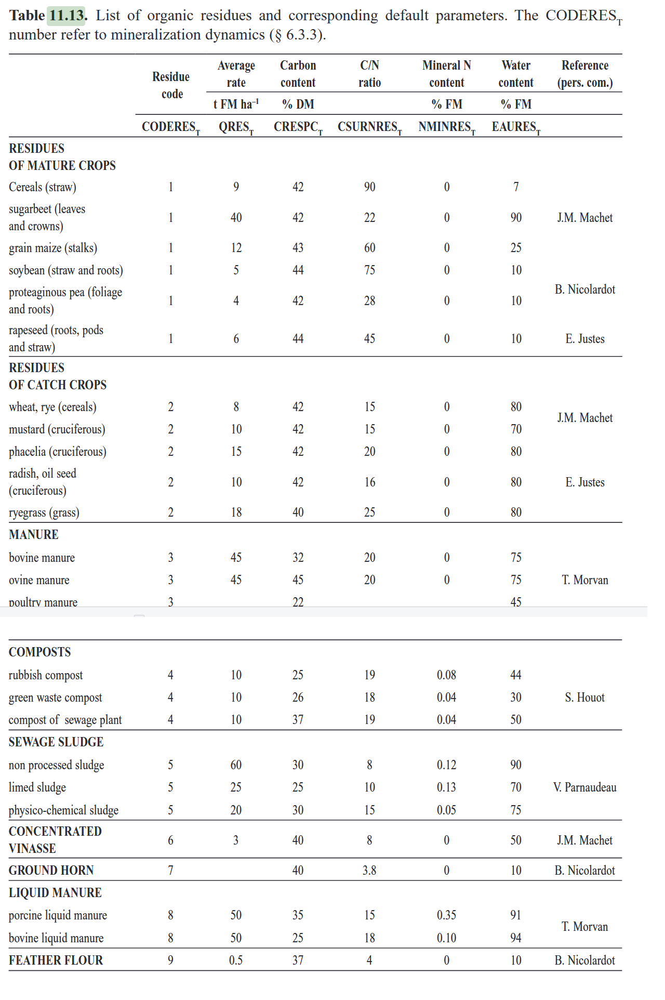 Table 11.13. List of organic residues and corresponding default parameters. The CODERES_T
number refer to mineralization dynamics (§ 6.3.3).
Residue code | Average rate | Carbon content | C/N ratio | Mineral N content | Water content | Reference (pers. com.)
t FM ha⁻¹ | % DM | % FM | % FM
CODERES_T | QRES_T | CRESPC_T | CSURNRES_T | NMINRES_T | EAURES_T
RESIDUES
OF MATURE CROPS
Cereals (straw) 1 9 42 90 0 7
sugarbeet (leaves
and crowns) 1 40 42 22 0 90 J.M. Machet
grain maize (stalks) 1 12 43 60 0 25
soybean (straw and roots) 1 5 44 75 0 10
B. Nicolardot
proteaginous pea (foliage
and roots) 1 4 42 28 0 10
rapeseed (roots, pods
and straw) 1 6 44 45 0 10 E. Justes
RESIDUES
OF CATCH CROPS
wheat, rye (cereals) 2 8 42 15 0 80
J.M. Machet
mustard (cruciferous) 2 10 42 15 0 70
phacelia (cruciferous) 2 15 42 20 0 80
radish, oil seed
(cruciferous) 2 10 42 16 0 80 E. Justes
ryegrass (grass) 2 18 40 25 0 80
MANURE
bovine manure 3 45 32 20 0 75
ovine manure 3 45 45 20 0 75 T. Morvan
poultry manure 3 22 45
COMPOSTS
rubbish compost 4 10 25 19 0.08 44
green waste compost 4 10 26 18 0.04 30 S. Houot
compost of sewage plant 4 10 37 19 0.04 50
SEWAGE SLUDGE
non processed sludge 5 60 30 8 0.12 90
limed sludge 5 25 25 10 0.13 70 V. Parnaudeau
physico-chemical sludge 5 20 30 15 0.05 75
CONCENTRATED
VINASSE 6 3 40 8 0 50 J.M. Machet
GROUND HORN 7 40 3.8 0 10 B. Nicolardot
LIQUID MANURE
porcine liquid manure 8 50 35 15 0.35 91
T. Morvan
bovine liquid manure 8 50 25 18 0.10 94
FEATHER FLOUR 9 0.5 37 4 0 10 B. Nicolardot